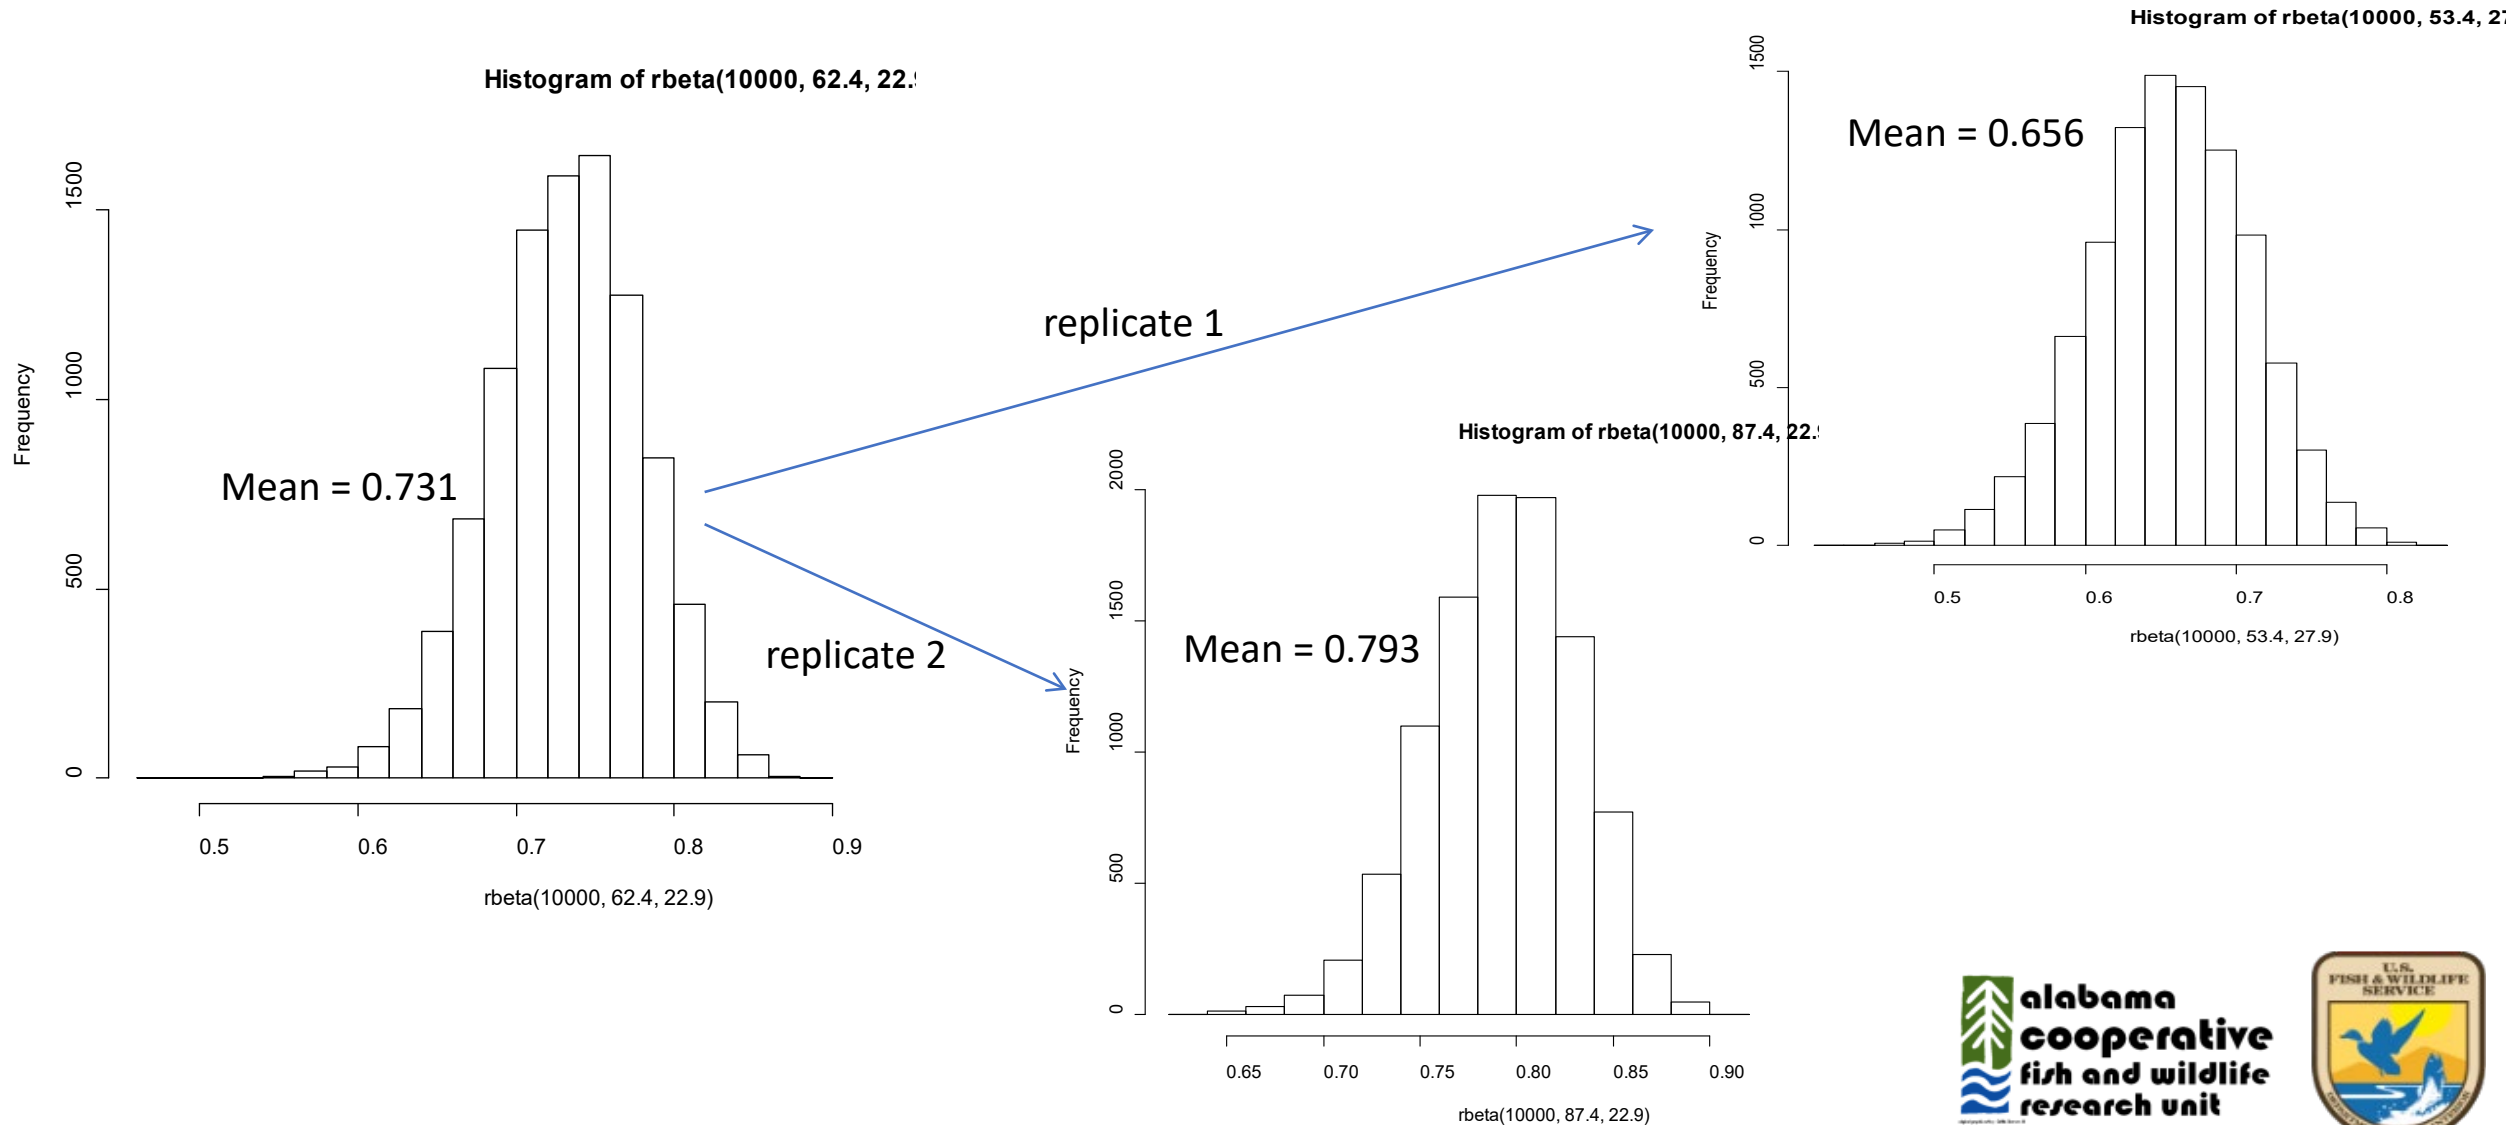 Histogram of rbeta(10000, 62.4, 22.
Frequency
0
500
1000
1500
Mean = 0.731
0.5 0.6 0.7 0.8 0.9
rbeta(10000, 62.4, 22.9)
replicate 1
replicate 2
Histogram of rbeta(10000, 87.4, 22.
Frequency
0
500
1000
1500
2000
Mean = 0.793
0.65 0.70 0.75 0.80 0.85 0.90
rbeta(10000, 87.4, 22.9)
Histogram of rbeta(10000, 53.4, 27
Frequency
0
500
1000
1500
Mean = 0.656
0.5 0.6 0.7 0.8
rbeta(10000, 53.4, 27.9)
alabama
cooperative
fish and wildlife
research unit
U.S.
FISH & WILDLIFE
SERVICE